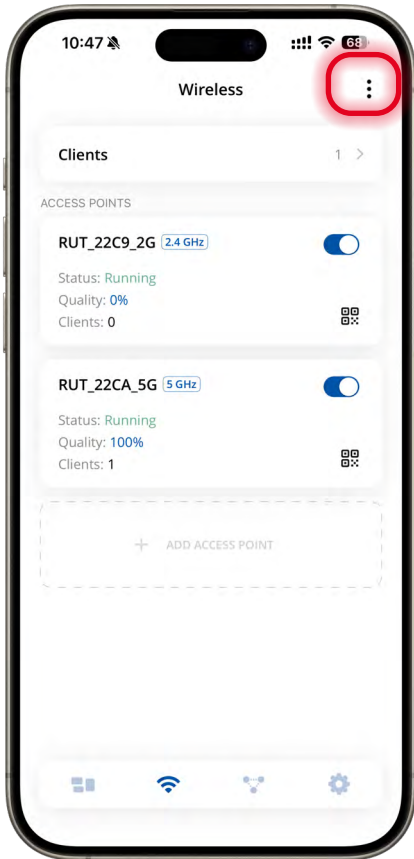 10:47 68
Wireless
Clients 1
ACCESS POINTS
RUT_22C9_2G 2.4 GHz
Status: Running
Quality: 0%
Clients: 0
RUT_22CA_5G 5 GHz
Status: Running
Quality: 100%
Clients: 1
+ ADD ACCESS POINT